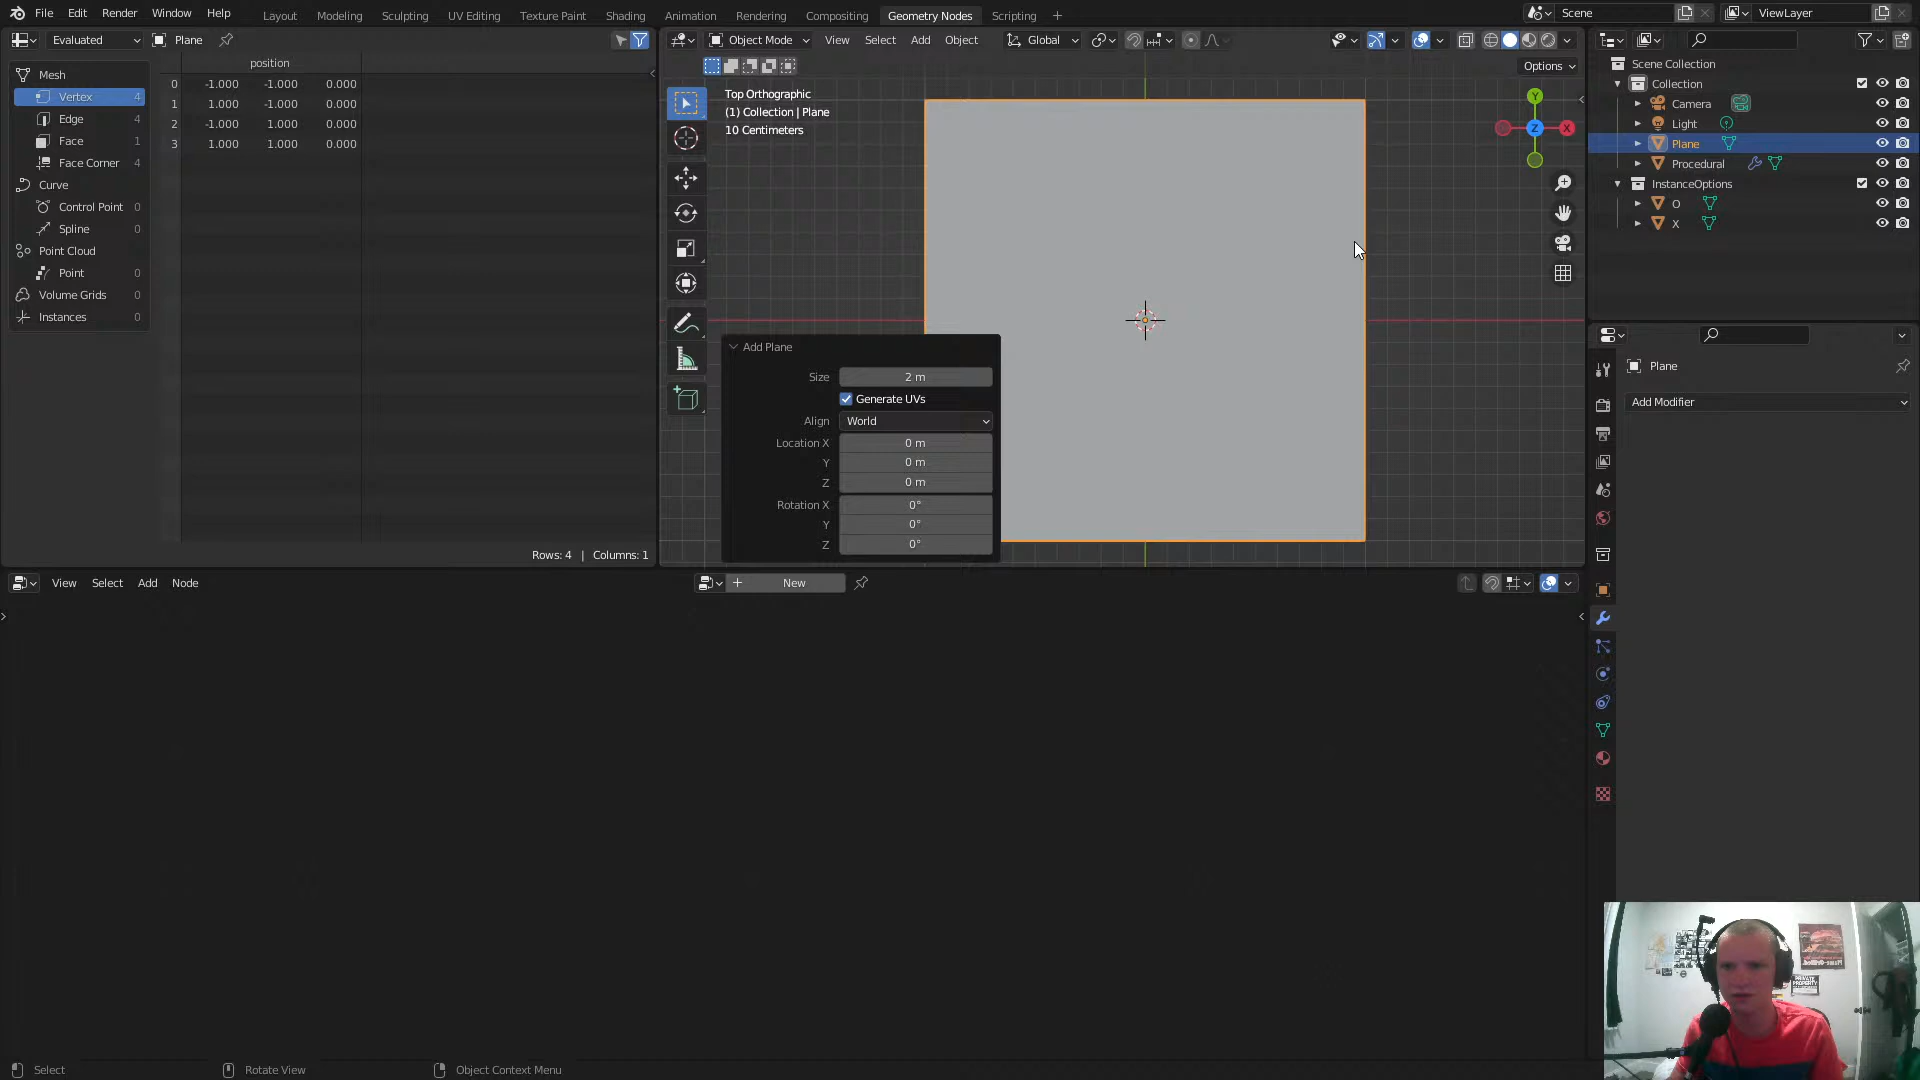 File Edit Render Window Help
Layout Modeling Sculpting UV Editing Texture Paint Shading Animation Rendering Compositing Geometry Nodes Scripting
Scene
ViewLayer
Evaluated
Plane
Object Mode
View Select Add Object
Global
Options
position
Mesh
Vertex 4
Edge 4
Face 1
Face Corner 4
Curve
Control Point 0
Spline 0
Point Cloud
Point 0
Volume Grids 0
Instances 0
0 -1.000 -1.000 0.000
1 1.000 -1.000 0.000
2 -1.000 1.000 0.000
3 1.000 1.000 0.000
Rows: 4 | Columns: 1
Top Orthographic
(1) Collection | Plane
10 Centimeters
Y
Z
X
Add Plane
Size 2 m
Generate UVs
Align World
Location X 0 m
Y 0 m
Z 0 m
Rotation X 0°
Y 0°
Z 0°
Scene Collection
Collection
Camera
Light
Plane
Procedural
InstanceOptions
O
X
Plane
Add Modifier
View Select Add Node
New
Select
Rotate View
Object Context Menu